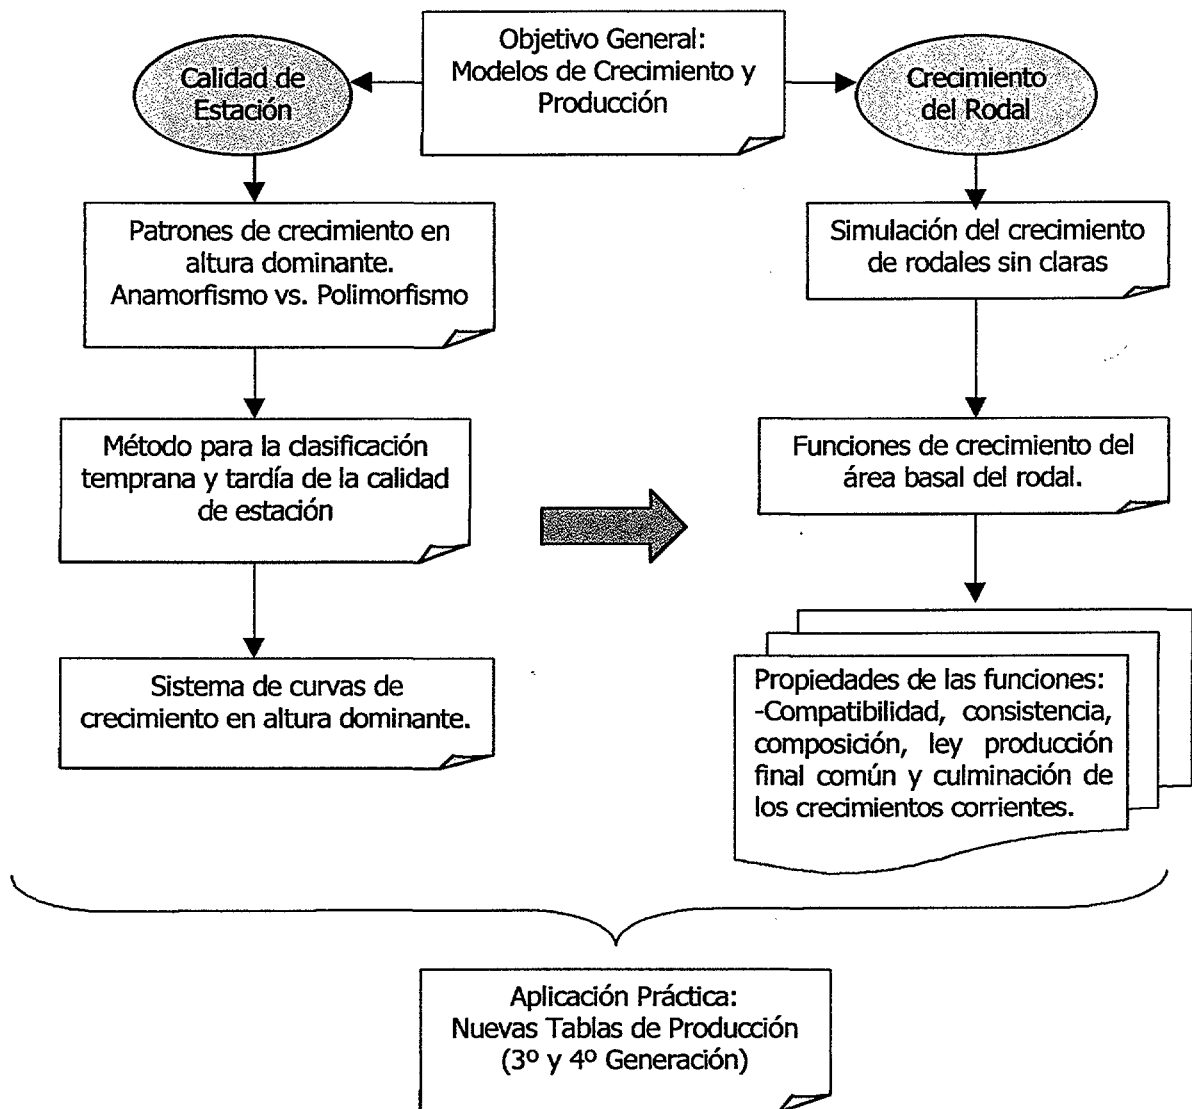 Objetivo General:
Modelos de Crecimiento y
Producción
Calidad de
Estación
Crecimiento
del Rodal
Patrones de crecimiento en
altura dominante.
Anamorfismo vs. Polimorfismo
Método para la clasificación
temprana y tardía de la calidad
de estación
Sistema de curvas de
crecimiento en altura dominante.
Simulación del crecimiento
de rodales sin claras
Funciones de crecimiento del
área basal del rodal.
Propiedades de las funciones:
-Compatibilidad, consistencia,
composición, ley producción
final común y culminación de
los crecimientos corrientes.
Aplicación Práctica:
Nuevas Tablas de Producción
(3º y 4º Generación)